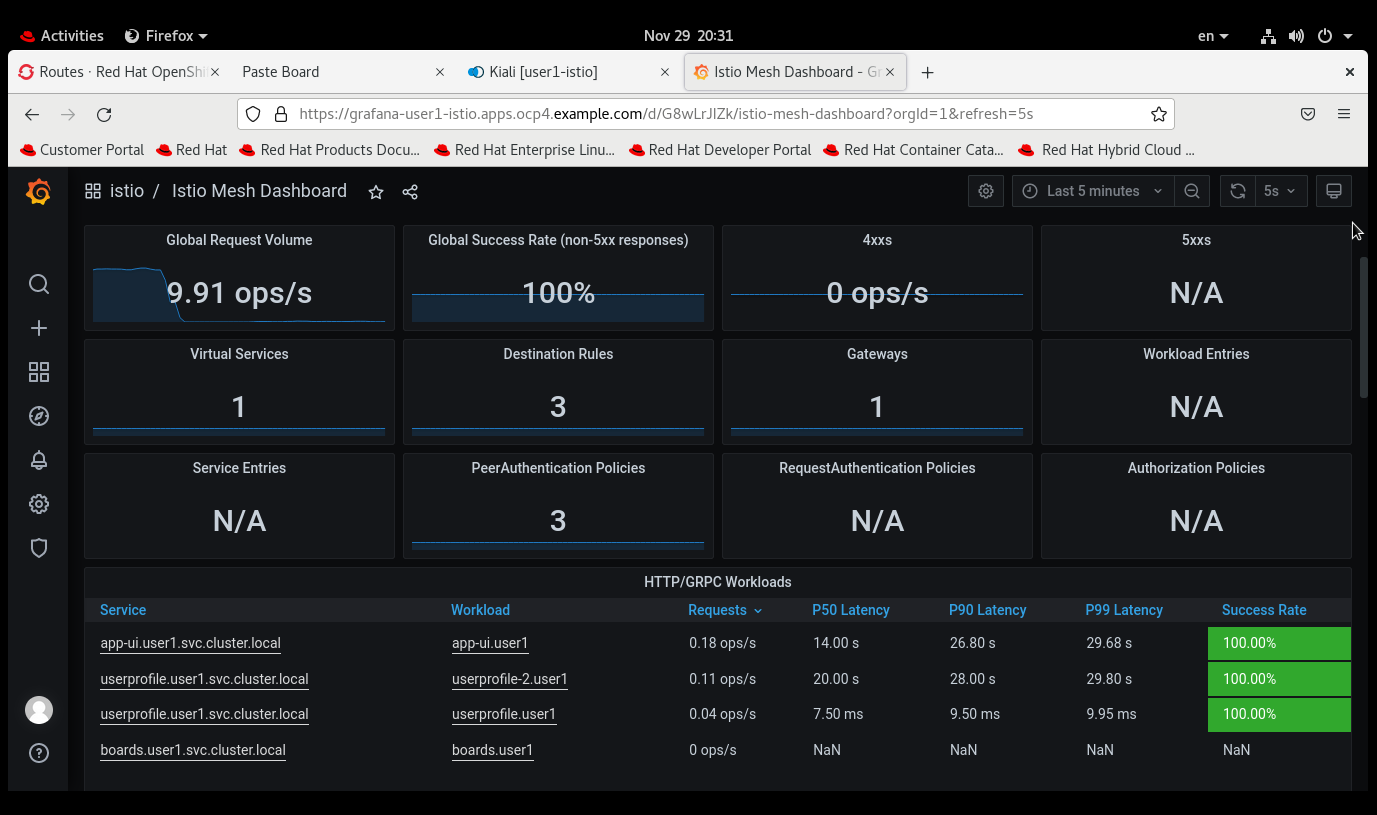 Activities Firefox Nov 29 20:31 en
Routes · Red Hat OpenShi Paste Board Kiali [user1-istio] Istio Mesh Dashboard - Gr
https://grafana-user1-istio.apps.ocp4.example.com/d/G8wLrJIZk/istio-mesh-dashboard?orgId=1&refresh=5s
Customer Portal Red Hat Red Hat Products Docu... Red Hat Enterprise Linu... Red Hat Developer Portal Red Hat Container Cata... Red Hat Hybrid Cloud ...
istio / Istio Mesh Dashboard Last 5 minutes 5s
Global Request Volume Global Success Rate (non-5xx responses) 4xxs 5xxs
9.91 ops/s 100% 0 ops/s N/A
Virtual Services Destination Rules Gateways Workload Entries
1 3 1 N/A
Service Entries PeerAuthentication Policies RequestAuthentication Policies Authorization Policies
N/A 3 N/A N/A
HTTP/GRPC Workloads
Service Workload Requests P50 Latency P90 Latency P99 Latency Success Rate
app-ui.user1.svc.cluster.local app-ui.user1 0.18 ops/s 14.00 s 26.80 s 29.68 s 100.00%
userprofile.user1.svc.cluster.local userprofile-2.user1 0.11 ops/s 20.00 s 28.00 s 29.80 s 100.00%
userprofile.user1.svc.cluster.local userprofile.user1 0.04 ops/s 7.50 ms 9.50 ms 9.95 ms 100.00%
boards.user1.svc.cluster.local boards.user1 0 ops/s NaN NaN NaN NaN